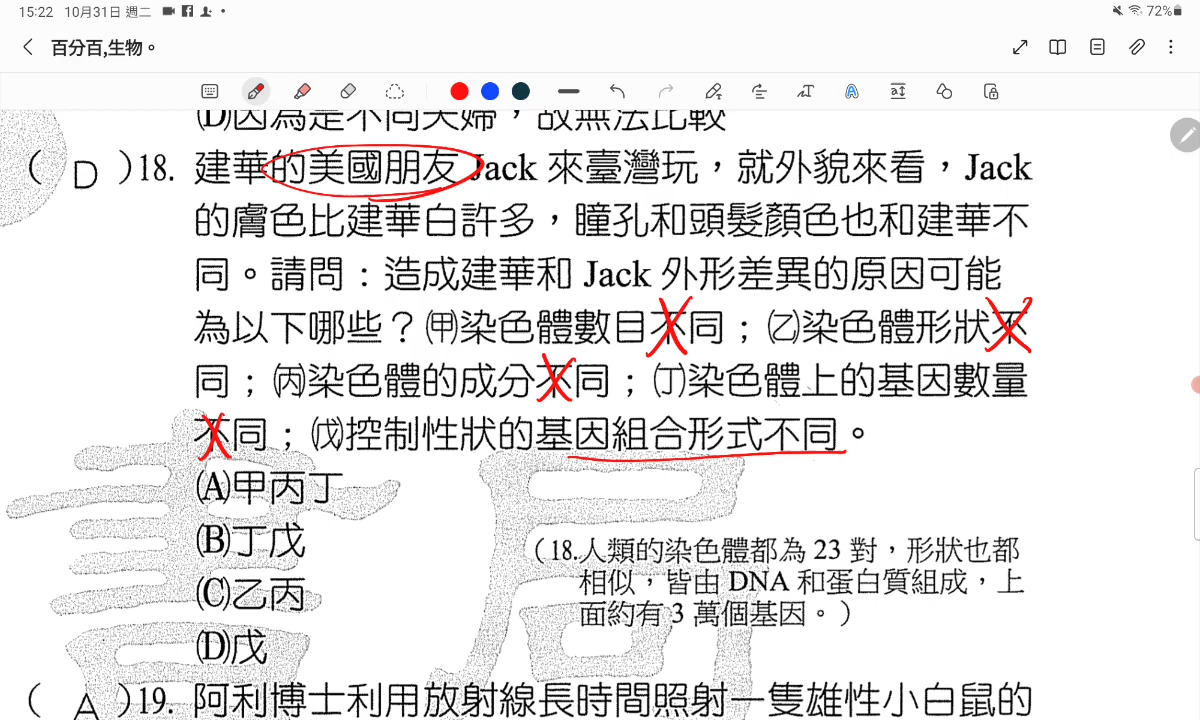 15:22 10月31日 週二
72%
百分百,生物。
(D)因為是不同夫婦，故無法比較
( D )18. 建華的美國朋友 Jack 來臺灣玩，就外貌來看，Jack
的膚色比建華白許多，瞳孔和頭髮顏色也和建華不
同。請問：造成建華和 Jack 外形差異的原因可能
為以下哪些？(甲)染色體數目不同；(乙)染色體形狀不
同；(丙)染色體的成分不同；(丁)染色體上的基因數量
不同；(戊)控制性狀的基因組合形式不同。
(A)甲丙丁
(B)丁戊
(C)乙丙
(D)戊
（18.人類的染色體都為 23 對，形狀也都
相似，皆由 DNA 和蛋白質組成，上
面約有 3 萬個基因。）
( A )19. 阿利博士利用放射線長時間照射一隻雄性小白鼠的